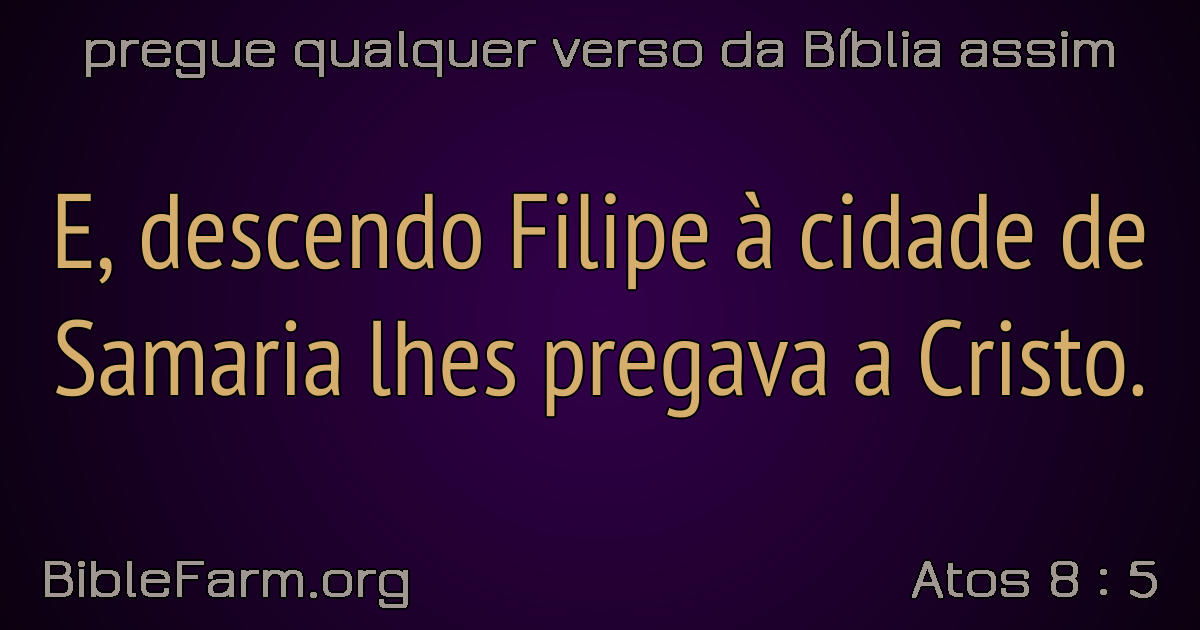 pregue qualquer verso da Bíblia assim
E, descendo Filipe à cidade de
Samaria lhes pregava a Cristo.
BibleFarm.org
Atos 8 : 5